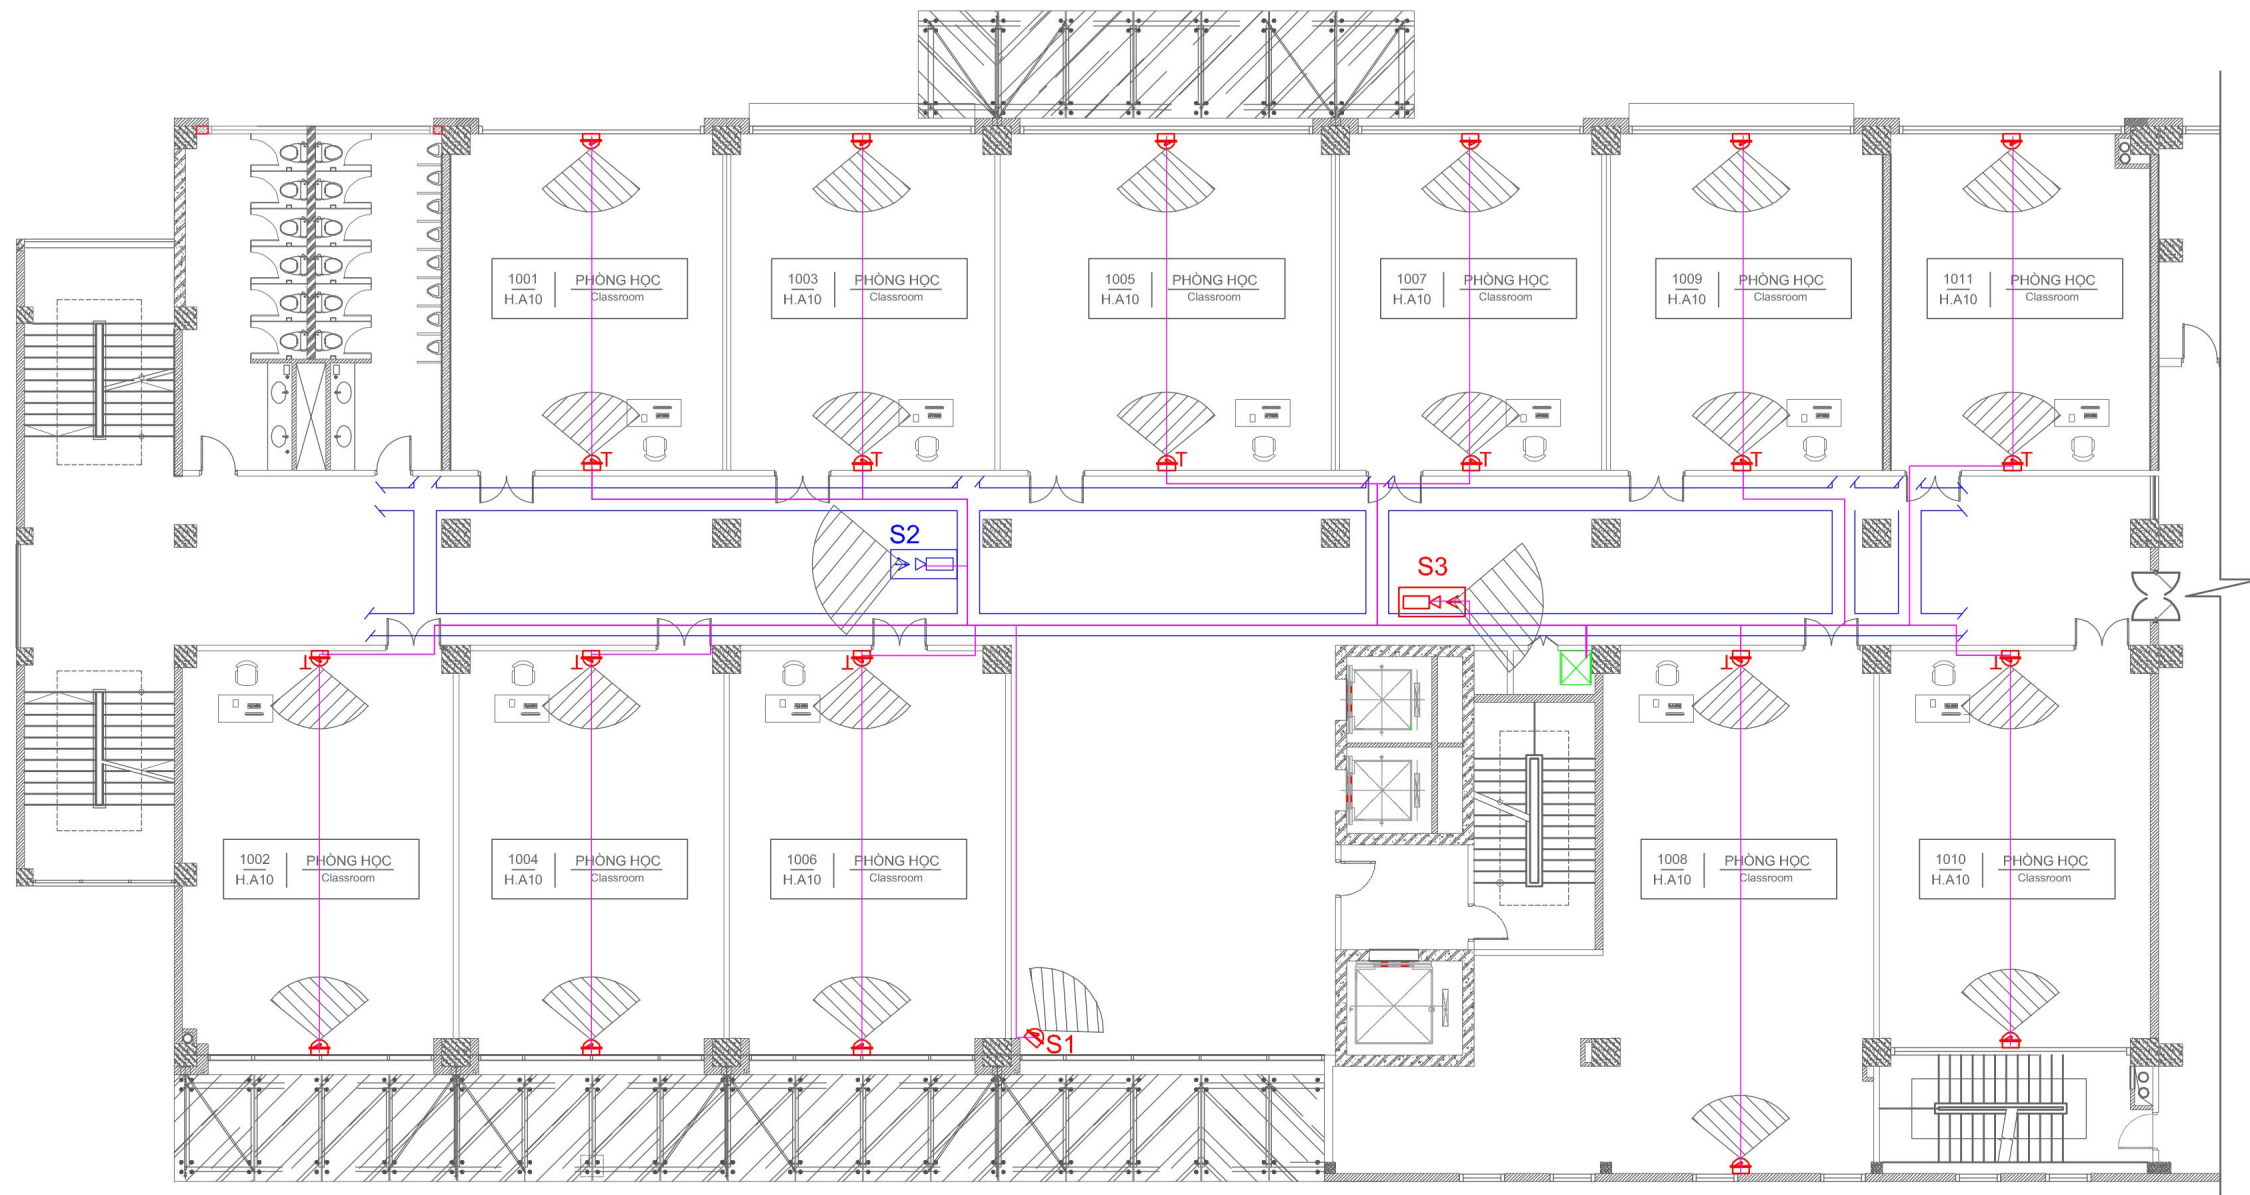 1001 PHÒNG HỌC
H.A10 Classroom
1003 PHÒNG HỌC
H.A10 Classroom
1005 PHÒNG HỌC
H.A10 Classroom
1007 PHÒNG HỌC
H.A10 Classroom
1009 PHÒNG HỌC
H.A10 Classroom
1011 PHÒNG HỌC
H.A10 Classroom
T
T
T
T
T
T
S2
S3
T
T
T
T
T
1002 PHÒNG HỌC
H.A10 Classroom
1004 PHÒNG HỌC
H.A10 Classroom
1006 PHÒNG HỌC
H.A10 Classroom
1008 PHÒNG HỌC
H.A10 Classroom
1010 PHÒNG HỌC
H.A10 Classroom
S1